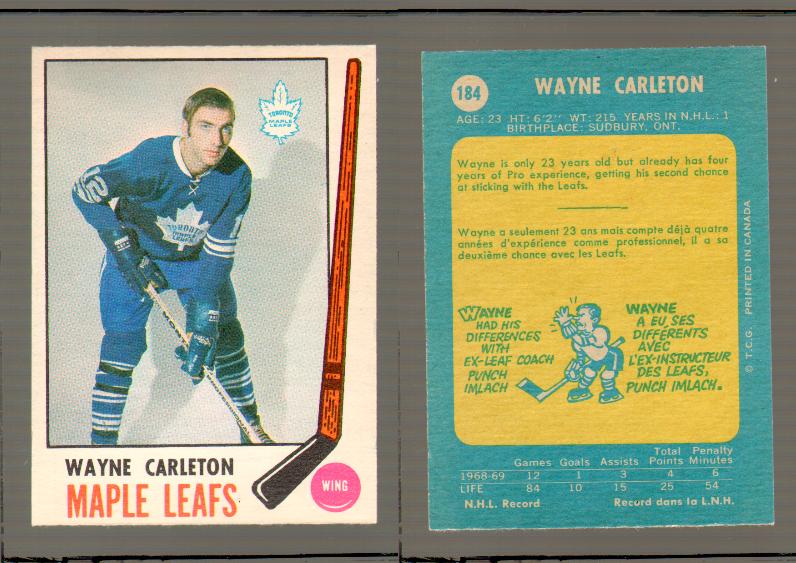 TORONTO
MAPLE
LEAFS
12
TORONTO
MAPLE
LEAFS
WAYNE CARLETON
MAPLE LEAFS
WING
184
WAYNE CARLETON
AGE: 23 HT: 6'2" WT: 215 YEARS IN N.H.L.: 1
BIRTHPLACE: SUDBURY, ONT.
Wayne is only 23 years old but already has four
years of Pro experience, getting his second chance
at sticking with the Leafs.
Wayne a seulement 23 ans mais compte déjà quatre
années d'expérience comme professionnel, il a sa
deuxième chance avec les Leafs.
WAYNE
HAD HIS
DIFFERENCES
WITH
EX-LEAF COACH
PUNCH
IMLACH
WAYNE
A EU SES
DIFFÉRENTS
AVEC
L'EX-INSTRUCTEUR
DES LEAFS,
PUNCH IMLACH.
© T.C.G. PRINTED IN CANADA
Games Goals Assists Total Points Penalty Minutes
1968-69 12 1 3 4 6
LIFE 84 10 15 25 54
N.H.L. Record Record dans la L.N.H.